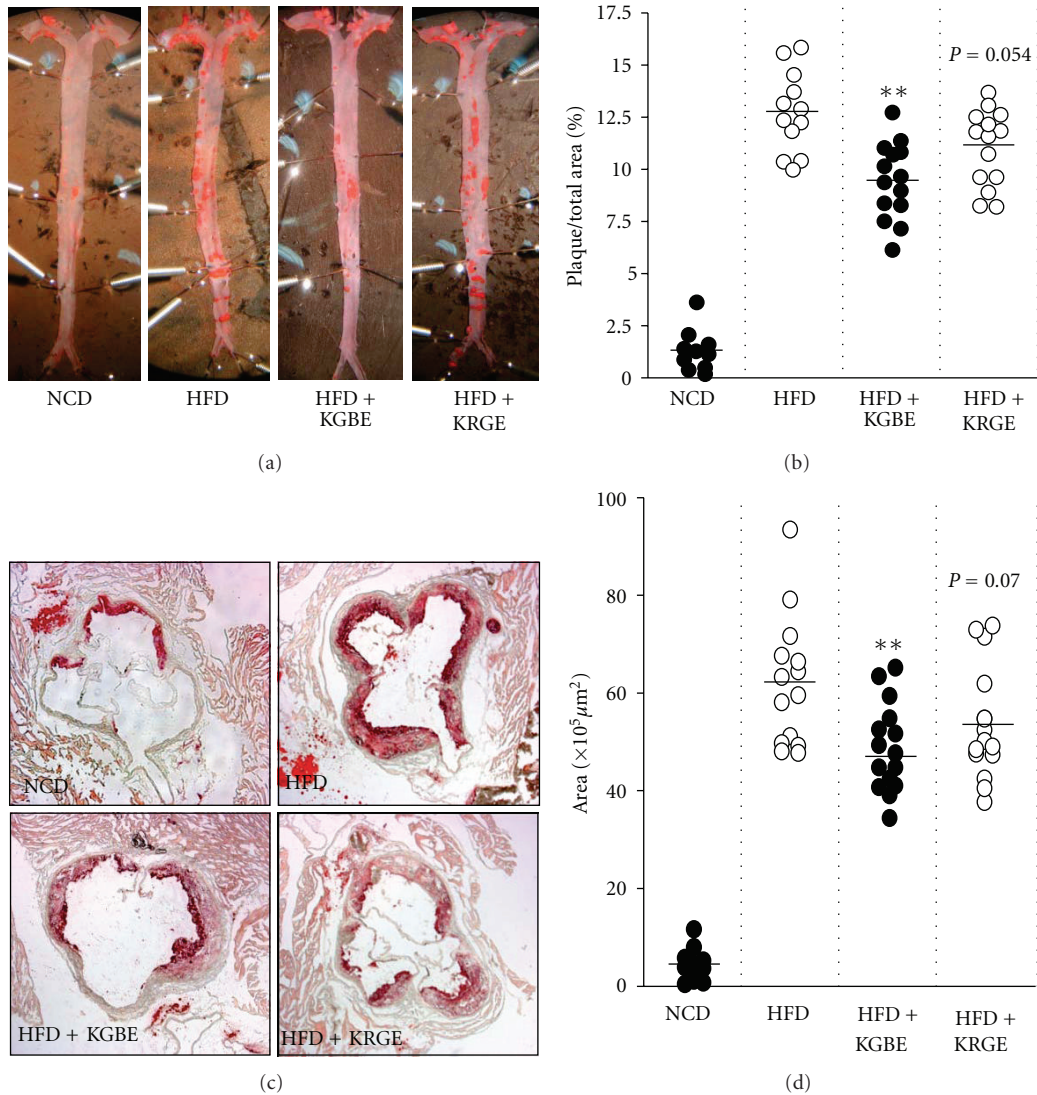 NCD
HFD
HFD +
KGBE
HFD +
KRGE
(a)
Plaque/total area (%)
17.5
15
12.5
10
7.5
5
2.5
0
P = 0.054
**
NCD
HFD
HFD +
KGBE
HFD +
KRGE
(b)
NCD
HFD
HFD + KGBE
HFD + KRGE
(c)
Area (×10⁵ μm²)
100
80
60
40
20
0
P = 0.07
**
NCD
HFD
HFD +
KGBE
HFD +
KRGE
(d)